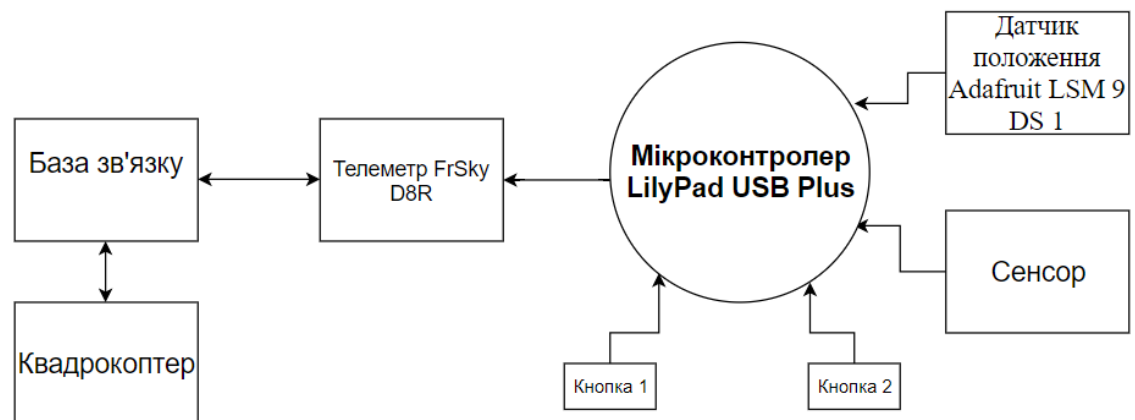 База зв'язку
Квадрокоптер
Телеметр FrSky
D8R
Мікроконтролер
LilyPad USB Plus
Кнопка 1
Кнопка 2
Датчик
положення
Adafruit LSM 9
DS 1
Сенсор